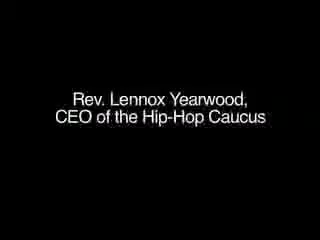 Rev. Lennox Yearwood,
CEO of the Hip-Hop Caucus